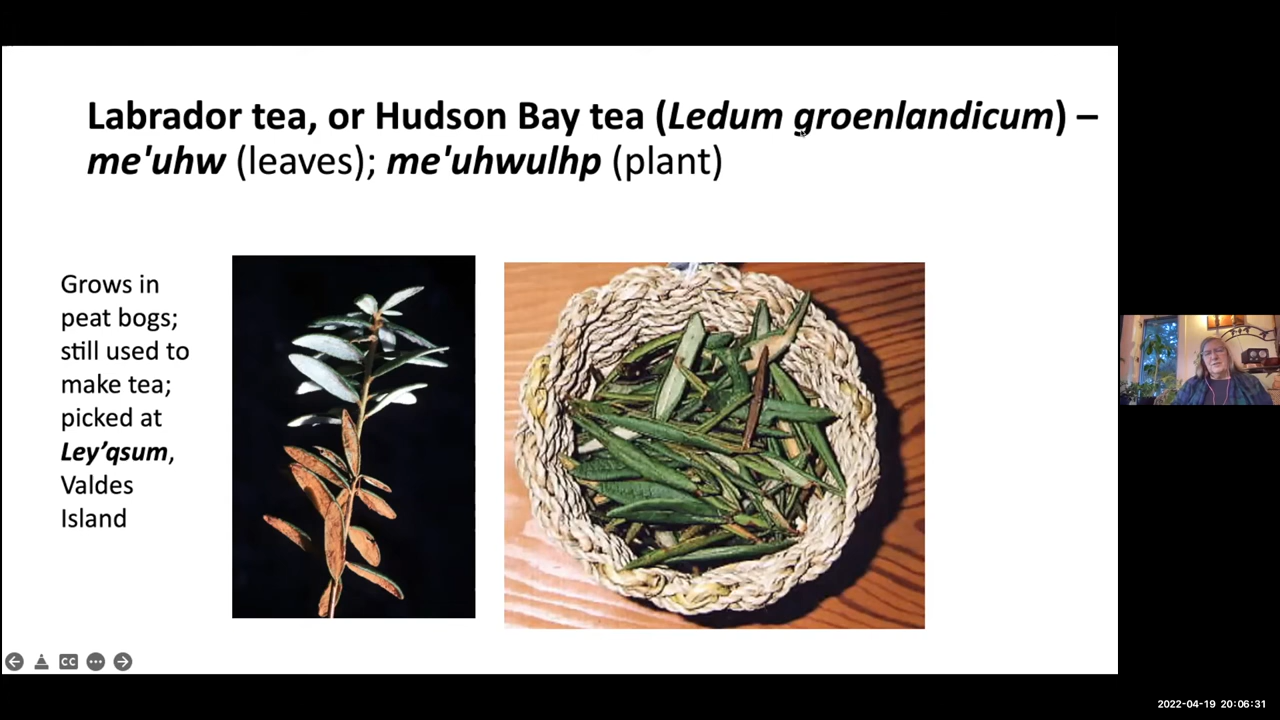 Labrador tea, or Hudson Bay tea (Ledum groenlandicum) –
me'uhw (leaves); me'uhwulhp (plant)
Grows in
peat bogs;
still used to
make tea;
picked at
Ley’qsum,
Valdes
Island
CC
2022-04-19 20:06:31